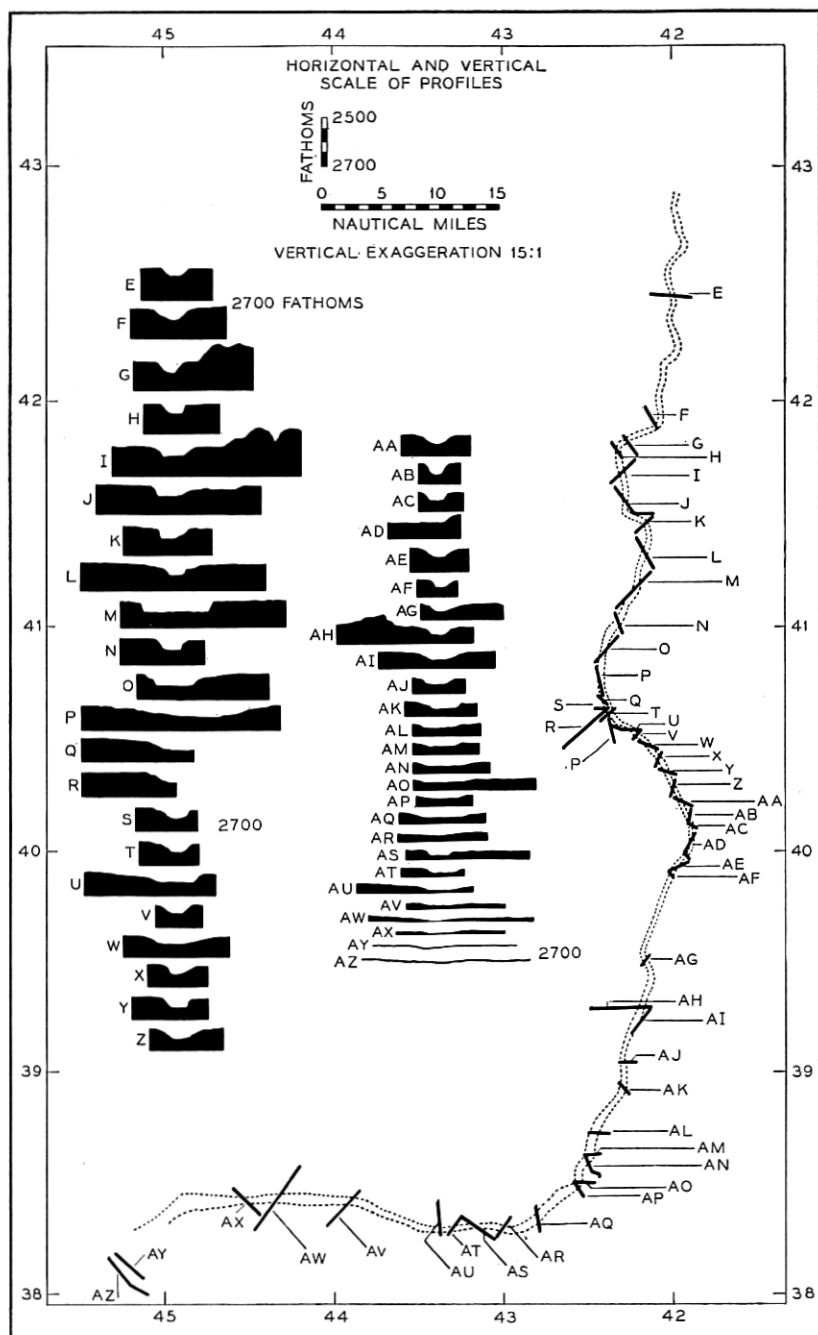 45 44 43 42
HORIZONTAL AND VERTICAL
SCALE OF PROFILES
FATHOMS
2500
2700
0 5 10 15
NAUTICAL MILES
VERTICAL EXAGGERATION 15:1
43
43
42
42
41
41
40
40
39
39
38
38
E
F
2700 FATHOMS
G
H
I
J
K
L
M
N
O
P
Q
R
S
2700
T
U
V
W
X
Y
Z
AA
AB
AC
AD
AE
AF
AG
AH
AI
AJ
AK
AL
AM
AN
AO
AP
AQ
AR
AS
AT
AU
AV
AW
AX
AY
2700
AZ
E
F
G
H
I
J
K
L
M
N
O
P
Q
S
T
R
U
V
P
W
X
Y
Z
AA
AB
AC
AD
AE
AF
AG
AH
AI
AJ
AK
AL
AM
AN
AO
AP
AQ
AR
AS
AT
AU
AV
AW
AX
AY
AZ
45 44 43 42